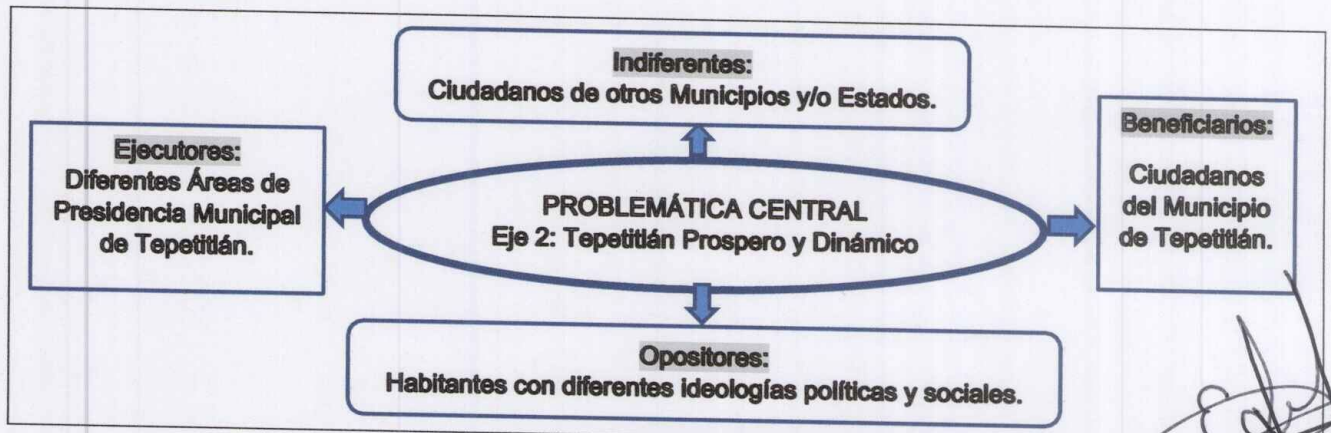 Indiferentes:
Ciudadanos de otros Municipios y/o Estados.
Ejecutores:
Diferentes Áreas de
Presidencia Municipal
de Tepetitlán.
PROBLEMÁTICA CENTRAL
Eje 2: Tepetitlán Prospero y Dinámico
Beneficiarios:
Ciudadanos
del Municipio
de Tepetitlán.
Opositores:
Habitantes con diferentes ideologías políticas y sociales.